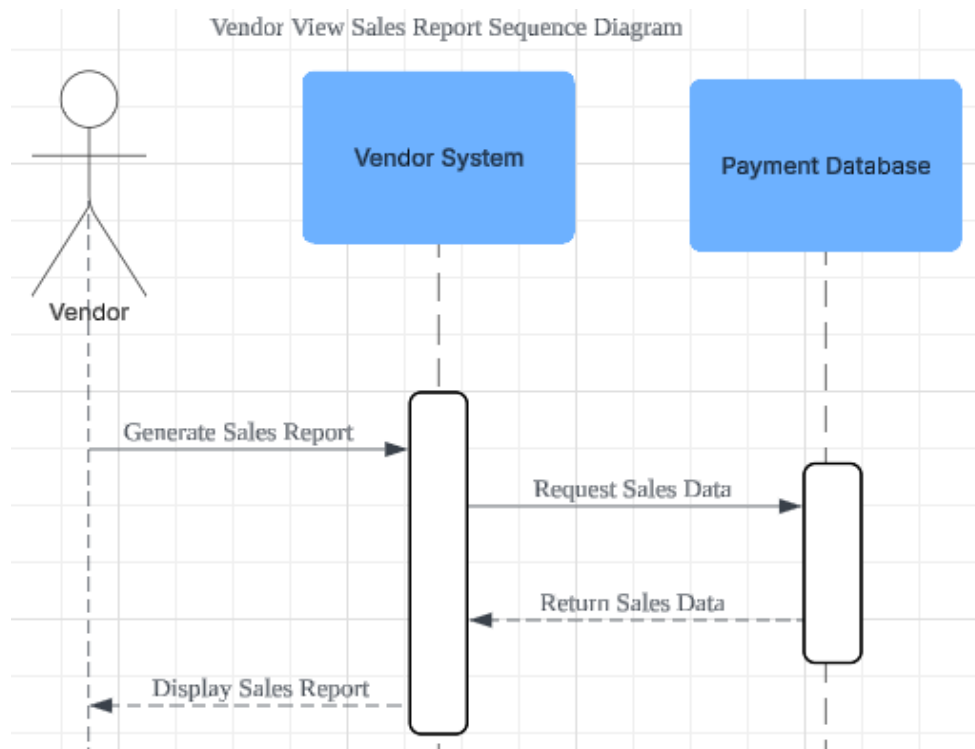 Vendor View Sales Report Sequence Diagram
Vendor System
Payment Database
Vendor
Generate Sales Report
Request Sales Data
Return Sales Data
Display Sales Report